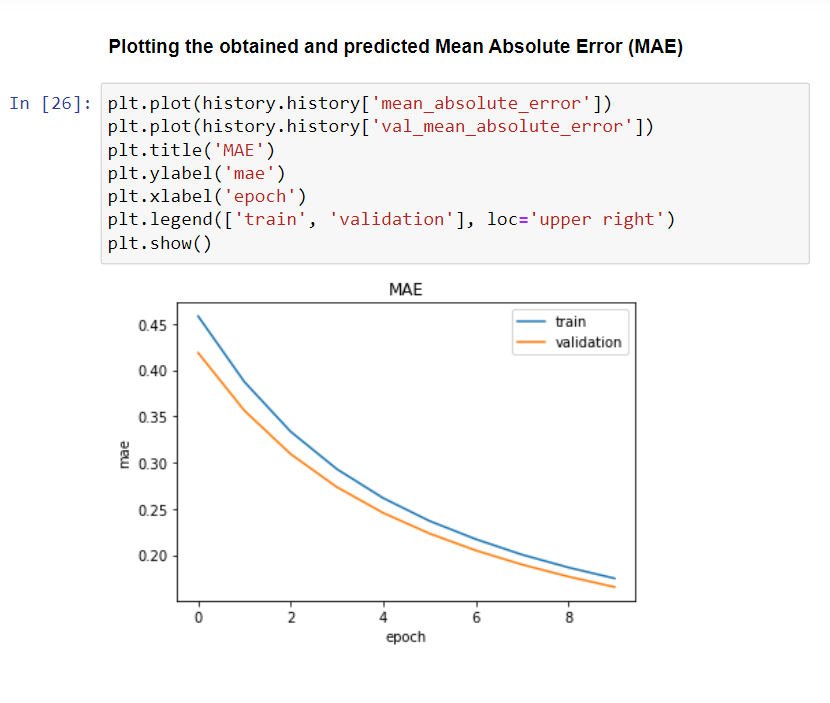 Plotting the obtained and predicted Mean Absolute Error (MAE)
In [26]: plt.plot(history.history['mean_absolute_error'])
plt.plot(history.history['val_mean_absolute_error'])
plt.title('MAE')
plt.ylabel('mae')
plt.xlabel('epoch')
plt.legend(['train', 'validation'], loc='upper right')
plt.show()
MAE
train
validation
0.45
0.40
0.35
0.30
0.25
0.20
mae
0 2 4 6 8
epoch